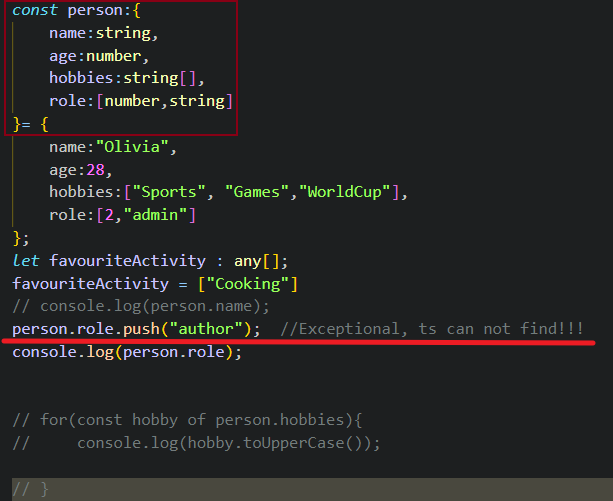 const person:{
    name:string,
    age:number,
    hobbies:string[],
    role:[number,string]
}= {
    name:"Olivia",
    age:28,
    hobbies:["Sports", "Games","WorldCup"],
    role:[2,"admin"]
};
let favouriteActivity : any[];
favouriteActivity = ["Cooking"]
// console.log(person.name);
person.role.push("author");  //Exceptional, ts can not find!!!
console.log(person.role);
// for(const hobby of person.hobbies){
//     console.log(hobby.toUpperCase());
// }